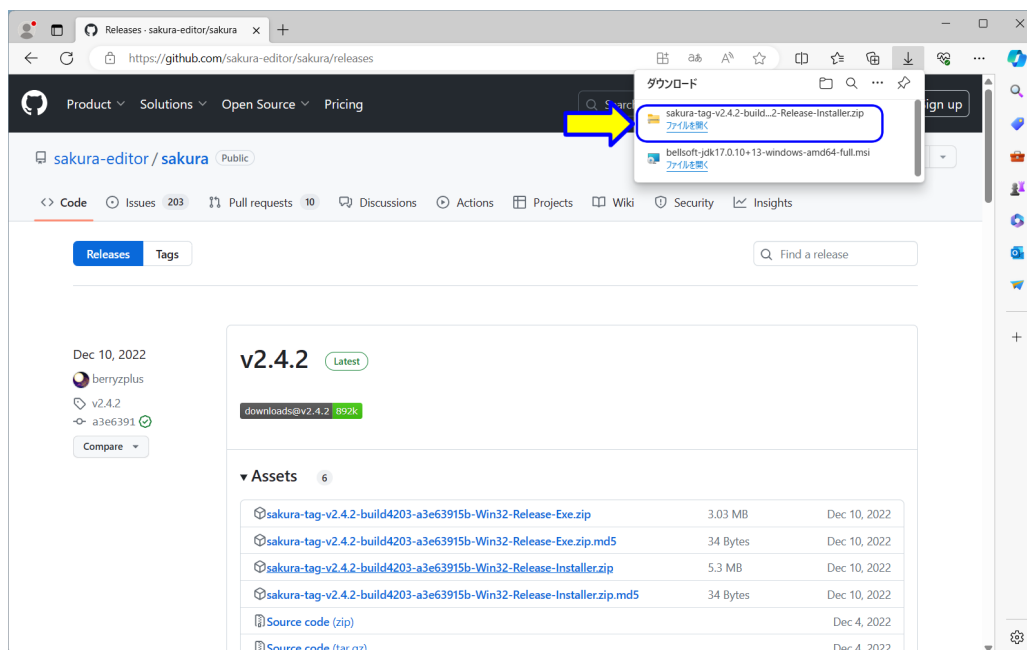 Releases · sakura-editor/sakura
https://github.com/sakura-editor/sakura/releases
ダウンロード
sakura-tag-v2.4.2-build...2-Release-Installer.zip
ファイルを開く
bellsoft-jdk17.0.10+13-windows-amd64-full.msi
ファイルを開く
Product Solutions Open Source Pricing
sakura-editor / sakura Public
Code Issues 203 Pull requests 10 Discussions Actions Projects Wiki Security Insights
Releases Tags Find a release
Dec 10, 2022
berryzplus
v2.4.2
a3e6391
Compare
v2.4.2 Latest
downloads@v2.4.2 892k
Assets 6
sakura-tag-v2.4.2-build4203-a3e63915b-Win32-Release-Exe.zip 3.03 MB Dec 10, 2022
sakura-tag-v2.4.2-build4203-a3e63915b-Win32-Release-Exe.zip.md5 34 Bytes Dec 10, 2022
sakura-tag-v2.4.2-build4203-a3e63915b-Win32-Release-Installer.zip 5.3 MB Dec 10, 2022
sakura-tag-v2.4.2-build4203-a3e63915b-Win32-Release-Installer.zip.md5 34 Bytes Dec 10, 2022
Source code (zip) Dec 4, 2022
Source code (tar.gz) Dec 4, 2022